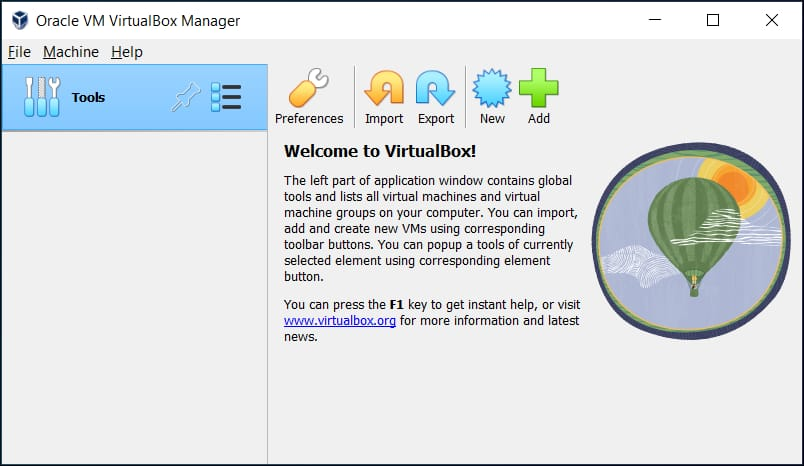 Oracle VM VirtualBox Manager
File Machine Help
Tools
Preferences Import Export New Add
Welcome to VirtualBox!
The left part of application window contains global
tools and lists all virtual machines and virtual
machine groups on your computer. You can import,
add and create new VMs using corresponding
toolbar buttons. You can popup a tools of currently
selected element using corresponding element
button.
You can press the F1 key to get instant help, or visit
www.virtualbox.org for more information and latest
news.